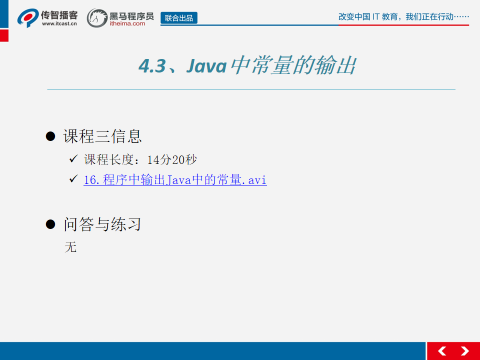 传智播客
www.itcast.cn
黑马程序员
itheima.com
联合出品
改变中国 IT 教育，我们正在行动……
4.3、Java中常量的输出
课程三信息
课程长度：14分20秒
16.程序中输出Java中的常量.avi
问答与练习
无